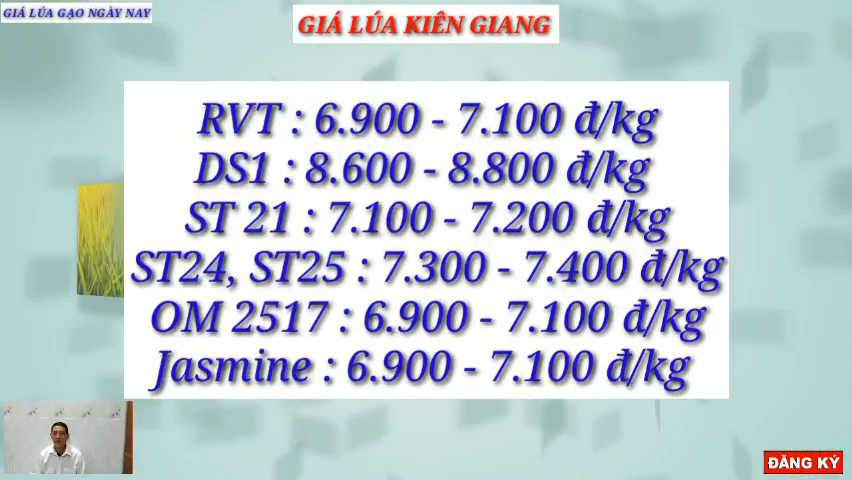 GIÁ LÚA GẠO NGÀY NAY
GIÁ LÚA KIÊN GIANG
RVT : 6.900 - 7.100 đ/kg
DS1 : 8.600 - 8.800 đ/kg
ST 21 : 7.100 - 7.200 đ/kg
ST24, ST25 : 7.300 - 7.400 đ/kg
OM 2517 : 6.900 - 7.100 đ/kg
Jasmine : 6.900 - 7.100 đ/kg
ĐĂNG KÝ